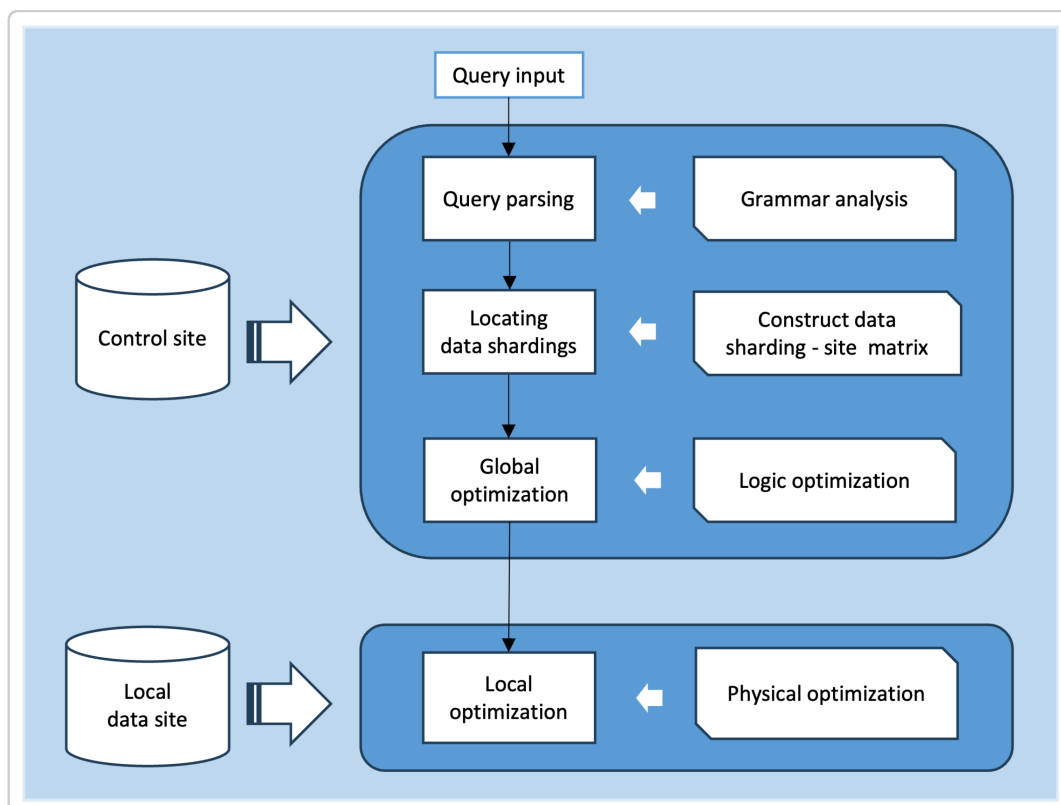 Query input
Query parsing
Grammar analysis
Control site
Locating
data shardings
Construct data
sharding - site matrix
Global
optimization
Logic optimization
Local
data site
Local
optimization
Physical optimization